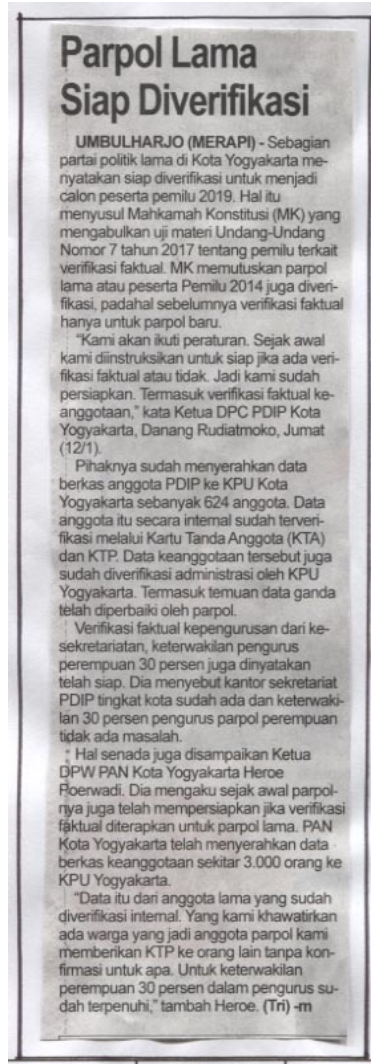 Parpol Lama
Siap Diverifikasi
UMBULHARJO (MERAPI) - Sebagian
partai politik lama di Kota Yogyakarta me-
nyatakan siap diverifikasi untuk menjadi
calon peserta pemilu 2019. Hal itu
menyusul Mahkamah Konstitusi (MK) yang
mengabulkan uji materi Undang-Undang
Nomor 7 tahun 2017 tentang pemilu terkait
verifikasi faktual. MK memutuskan parpol
lama atau peserta Pemilu 2014 juga diveri-
fikasi, padahal sebelumnya verifikasi faktual
hanya untuk parpol baru.
"Kami akan ikuti peraturan. Sejak awal
kami diinstruksikan untuk siap jika ada veri-
fikasi faktual atau tidak. Jadi kami sudah
persiapkan. Termasuk verifikasi faktual ke-
anggotaan," kata Ketua DPC PDIP Kota
Yogyakarta, Danang Rudiatmoko, Jumat
(12/1).
Pihaknya sudah menyerahkan data
berkas anggota PDIP ke KPU Kota
Yogyakarta sebanyak 624 anggota. Data
anggota itu secara internal sudah terveri-
fikasi melalui Kartu Tanda Anggota (KTA)
dan KTP. Data keanggotaan tersebut juga
sudah diverifikasi administrasi oleh KPU
Yogyakarta. Termasuk temuan data ganda
telah diperbaiki oleh parpol.
Verifikasi faktual kepengurusan dari ke-
sekretariatan, keterwakilan pengurus
perempuan 30 persen juga dinyatakan
telah siap. Dia menyebut kantor sekretariat
PDIP tingkat kota sudah ada dan keterwaki-
lan 30 persen pengurus parpol perempuan
tidak ada masalah.
Hal senada juga disampaikan Ketua
DPW PAN Kota Yogyakarta Heroe
Poerwadi. Dia mengaku sejak awal parpol-
nya juga telah mempersiapkan jika verifikasi
faktual diterapkan untuk parpol lama. PAN
Kota Yogyakarta telah menyerahkan data
berkas keanggotaan sekitar 3.000 orang ke
KPU Yogyakarta.
"Data itu dari anggota lama yang sudah
diverifikasi internal. Yang kami khawatirkan
ada warga yang jadi anggota parpol kami
memberikan KTP ke orang lain tanpa kon-
firmasi untuk apa. Untuk keterwakilan
perempuan 30 persen dalam pengurus su-
dah terpenuhi," tambah Heroe. (Tri) -m